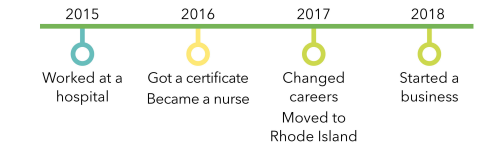 2015 2016 2017 2018
Worked at a
hospital
Got a certificate
Became a nurse
Changed
careers
Moved to
Rhode Island
Started a
business